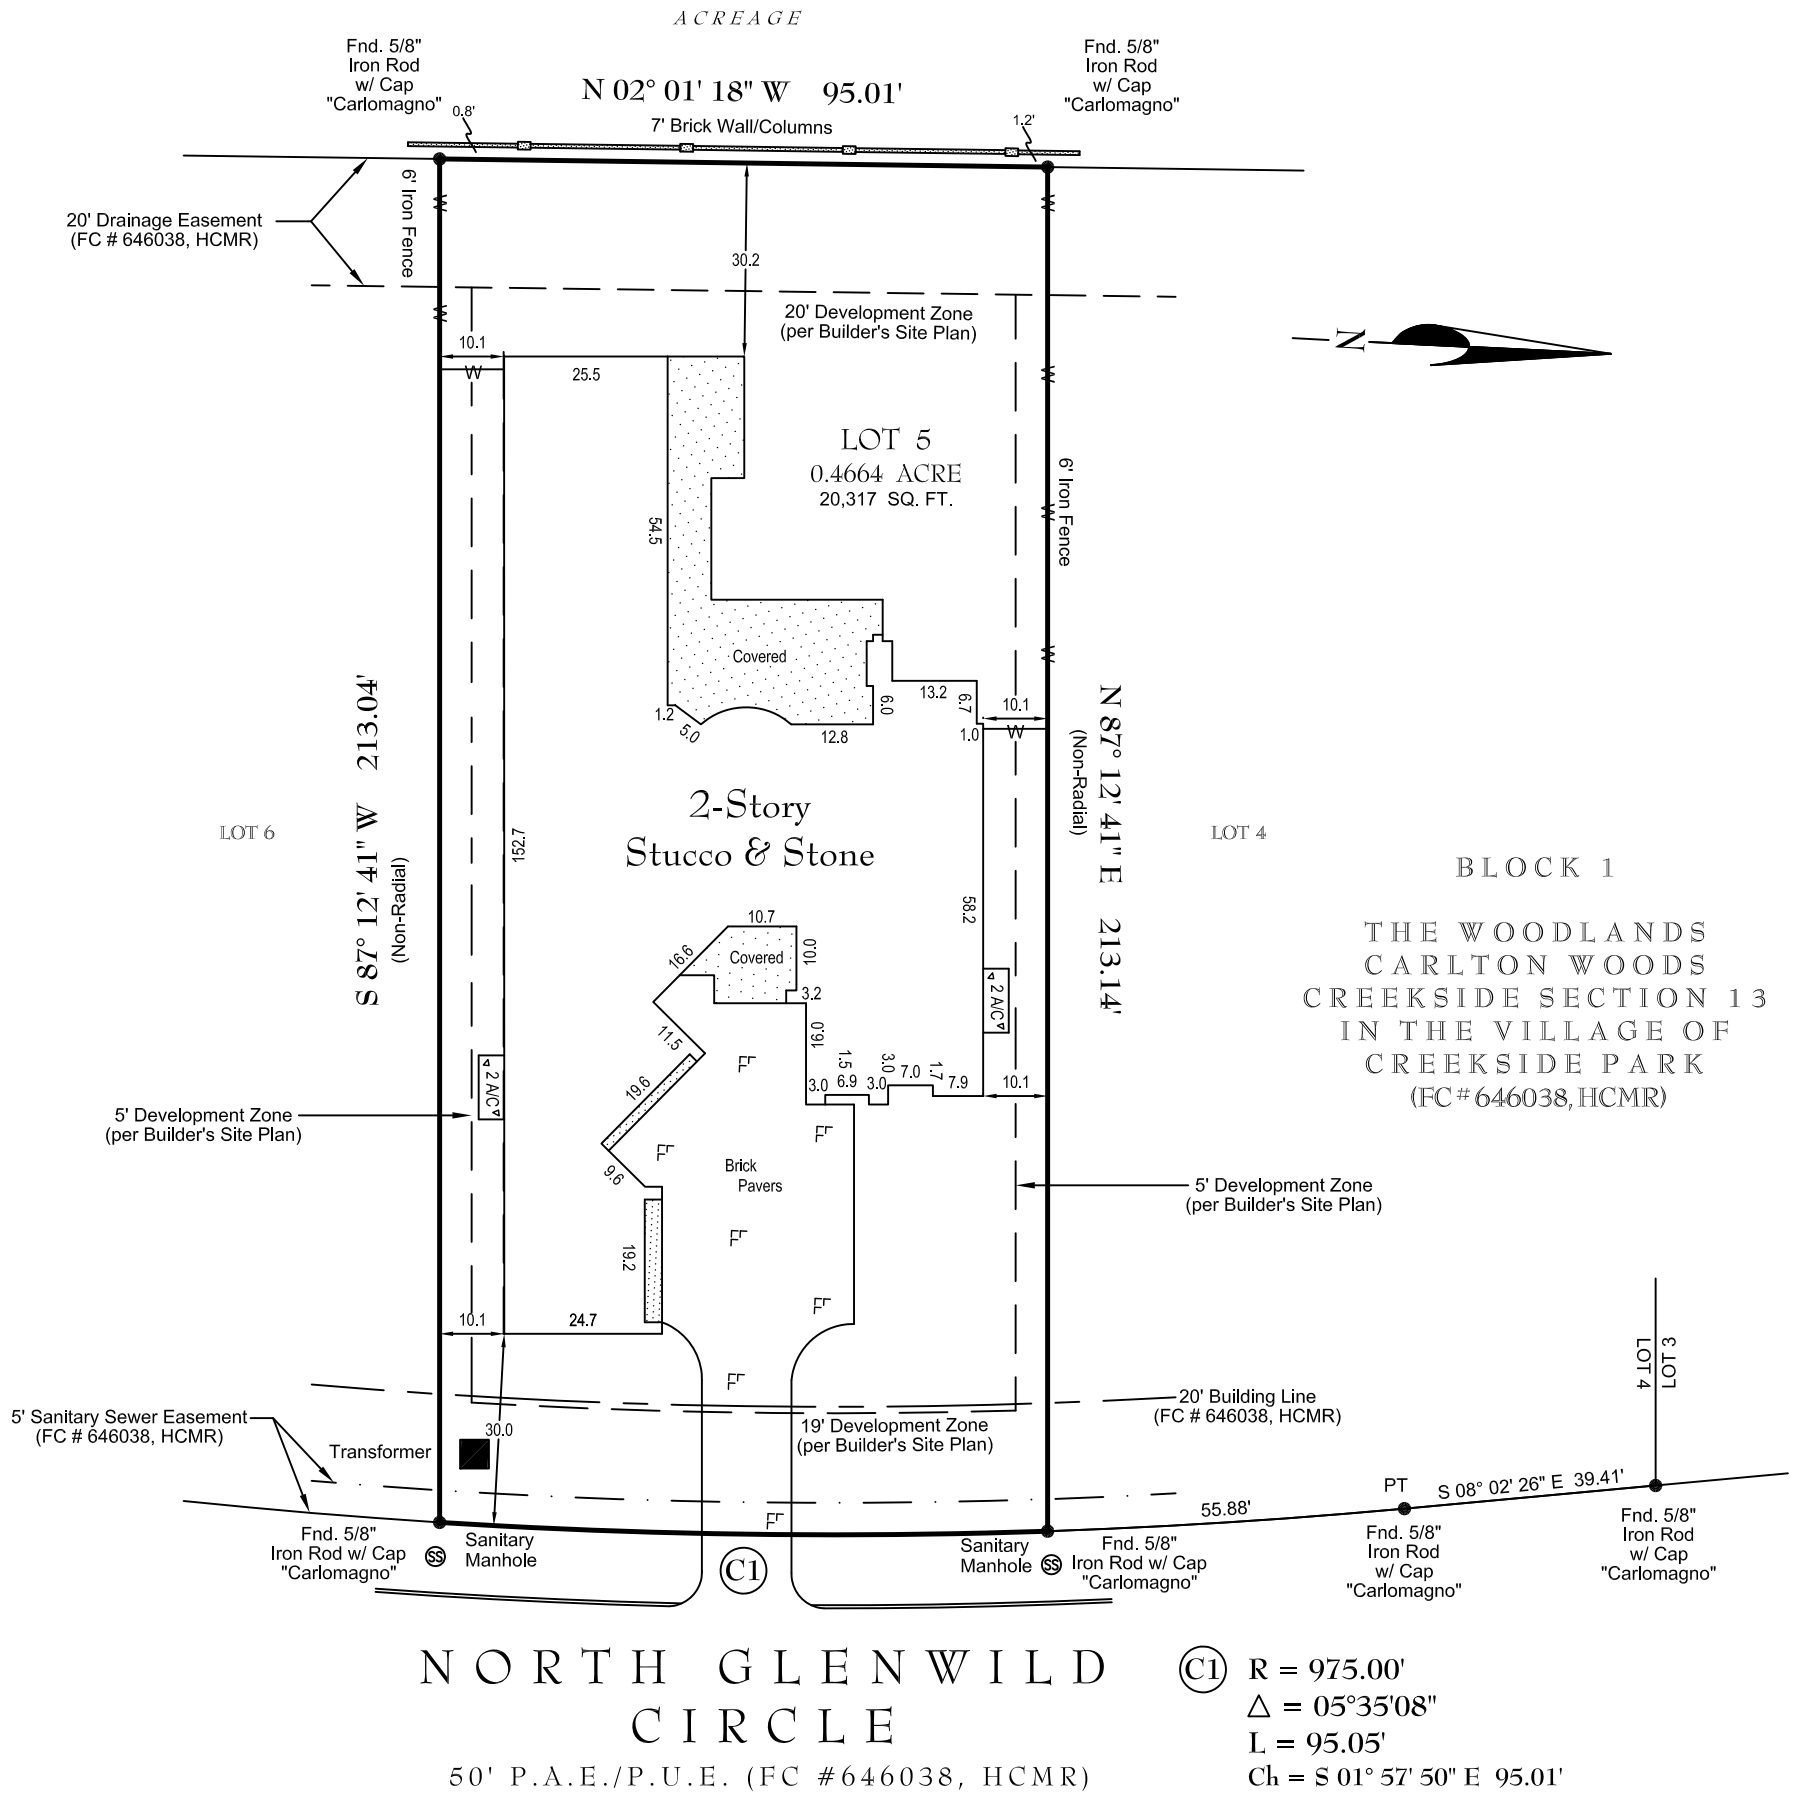 ACREAGE
Fnd. 5/8"
Iron Rod
w/ Cap
"Carlomagno"
N 02° 01' 18" W 95.01'
Fnd. 5/8"
Iron Rod
w/ Cap
"Carlomagno"
0.8'
7' Brick Wall/Columns
1.2'
6' Iron Fence
20' Drainage Easement
(FC # 646038, HCMR)
30.2
20' Development Zone
(per Builder's Site Plan)
N
10.1
25.5
LOT 5
0.4664 ACRE
20,317 SQ. FT.
6' Iron Fence
54.5
Covered
1.2
5.0
12.8
6.0
13.2
6.7
1.0
10.1
S 87° 12' 41" W 213.04'
(Non-Radial)
N 87° 12' 41" E 213.14'
(Non-Radial)
2-Story
Stucco & Stone
LOT 6
LOT 4
152.7
58.2
BLOCK 1
THE WOODLANDS
CARLTON WOODS
CREEKSIDE SECTION 13
IN THE VILLAGE OF
CREEKSIDE PARK
(FC # 646038, HCMR)
10.7
16.6
Covered
10.0
3.2
11.5
19.0
2 A/C
2 A/C
19.6
3.0
1.5
6.9
3.0
3.0
7.0
1.7
7.9
10.1
5' Development Zone
(per Builder's Site Plan)
9.6
Brick
Pavers
5' Development Zone
(per Builder's Site Plan)
19.2
10.1
24.7
LOT 4
LOT 3
20' Building Line
(FC # 646038, HCMR)
5' Sanitary Sewer Easement
(FC # 646038, HCMR)
Transformer
30.0
19' Development Zone
(per Builder's Site Plan)
PT
S 08° 02' 26" E 39.41'
55.88'
Fnd. 5/8"
Iron Rod w/ Cap
"Carlomagno"
SS
Sanitary
Manhole
C1
Sanitary
Manhole
SS
Fnd. 5/8"
Iron Rod w/ Cap
"Carlomagno"
Fnd. 5/8"
Iron Rod
w/ Cap
"Carlomagno"
Fnd. 5/8"
Iron Rod
w/ Cap
"Carlomagno"
NORTH GLENWILD
CIRCLE
50' P.A.E./P.U.E. (FC #646038, HCMR)
C1 R = 975.00'
△ = 05°35'08"
L = 95.05'
Ch = S 01° 57' 50" E 95.01'